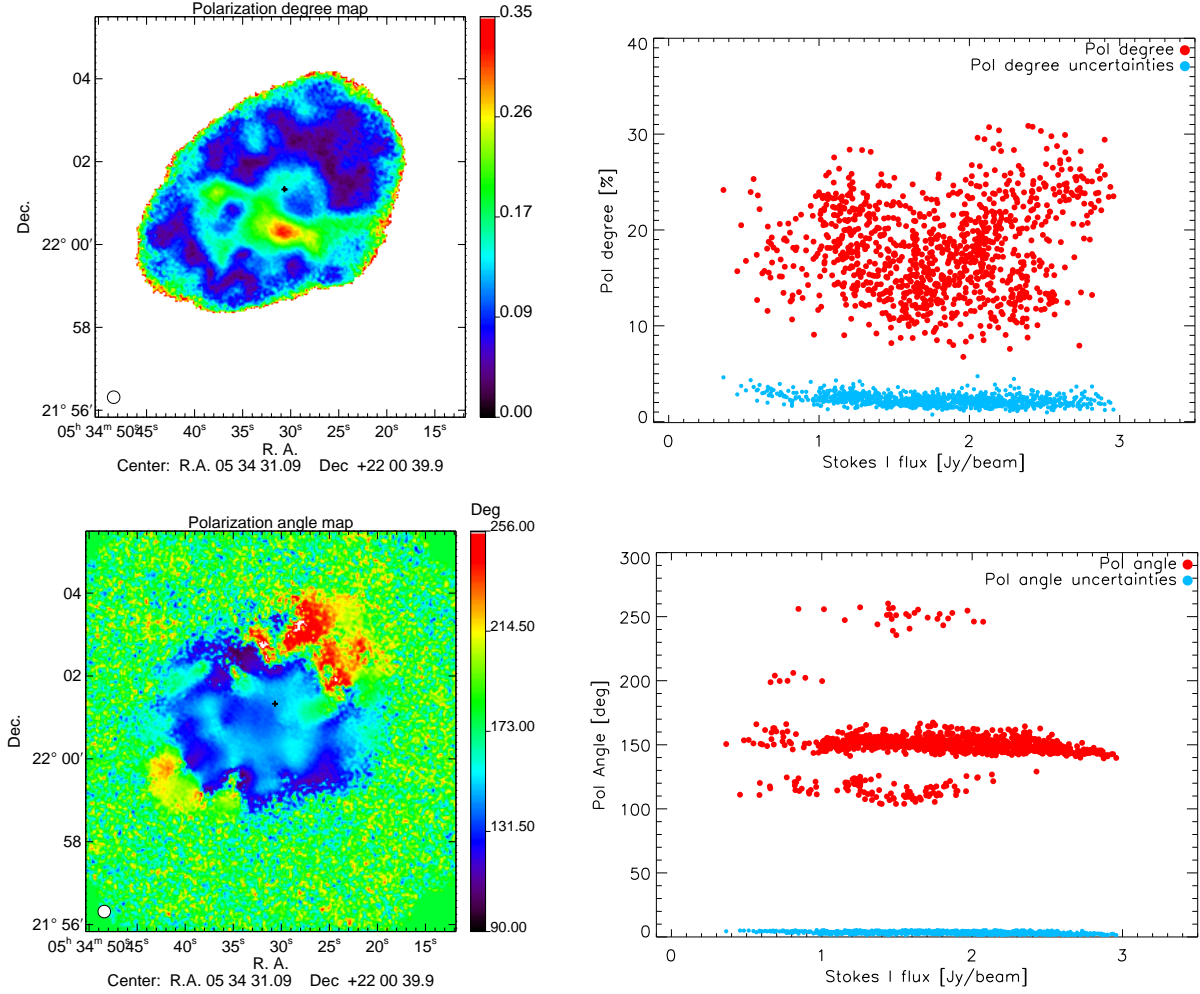 Polarization degree map
0.35
04
0.26
02
Dec.
0.17
22° 00′
0.09
58
21° 56′
0.00
05h 34m 50s 45s 40s 35s 30s 25s 20s 15s
R. A.
Center: R.A. 05 34 31.09 Dec +22 00 39.9
40
Pol degree
Pol degree uncertainties
30
Pol degree [%]
20
10
0
0 1 2 3
Stokes I flux [Jy/beam]
Deg
Polarization angle map
256.00
04
214.50
02
Dec.
173.00
22° 00′
131.50
58
21° 56′
90.00
05h 34m 50s 45s 40s 35s 30s 25s 20s 15s
R. A.
Center: R.A. 05 34 31.09 Dec +22 00 39.9
300
Pol angle
Pol angle uncertainties
250
200
Pol Angle [deg]
150
100
50
0
0 1 2 3
Stokes I flux [Jy/beam]